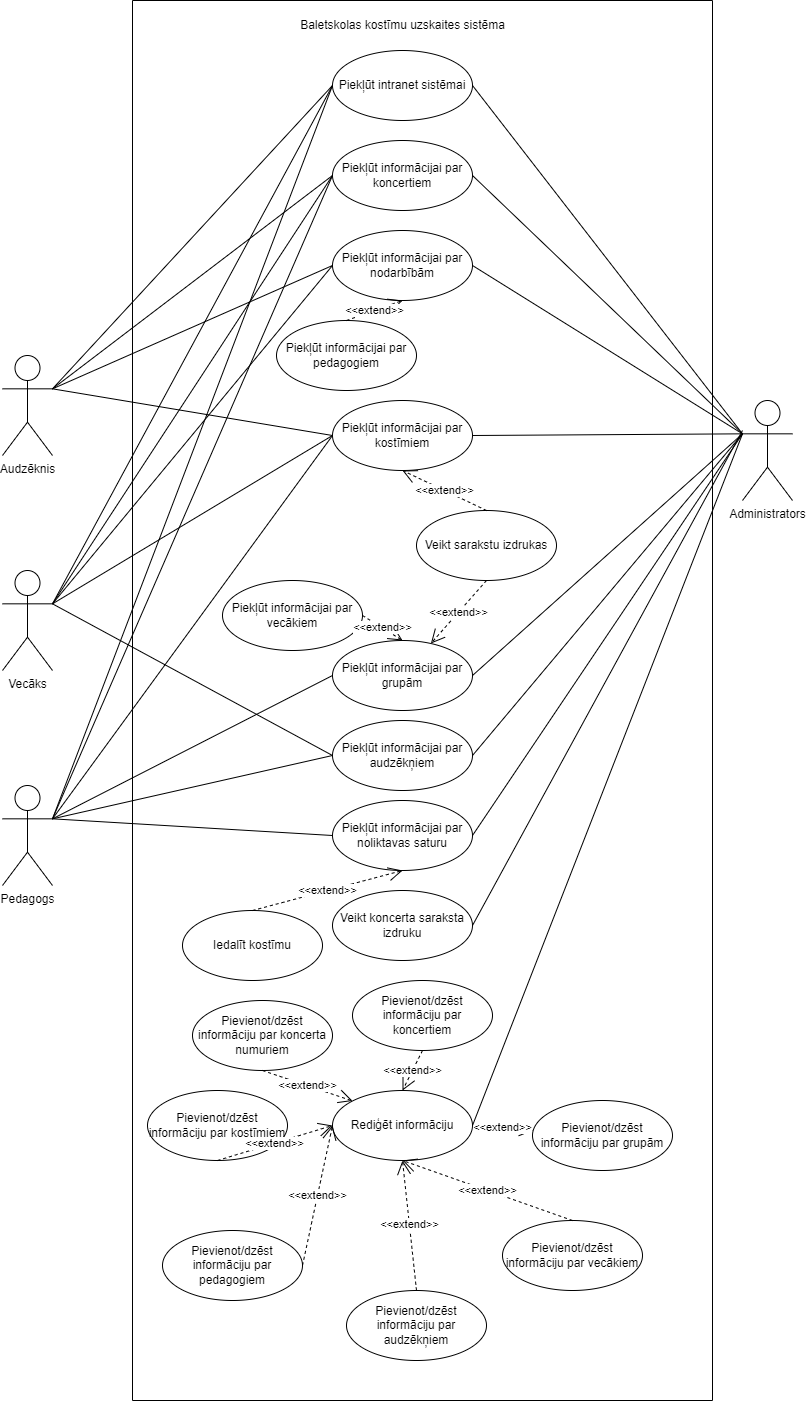 Baletskolas kostīmu uzskaites sistēma
Piekļūt intranet sistēmai
Piekļūt informācijai par
koncertiem
Piekļūt informācijai par
nodarbībām
<<extend>>
Piekļūt informācijai par
pedagogiem
Audzēknis
Piekļūt informācijai par
kostīmiem
Administrators
<<extend>>
Veikt sarakstu izdrukas
Piekļūt informācijai par
vecākiem
<<extend>>
<<extend>>
Piekļūt informācijai par
grupām
Vecāks
Piekļūt informācijai par
audzēkņiem
Piekļūt informācijai par
noliktavas saturu
Pedagogs
<<extend>>
Veikt koncerta saraksta
izdruku
Iedalīt kostīmu
Pievienot/dzēst
informāciju par koncerta
numuriem
Pievienot/dzēst
informāciju par
koncertiem
<<extend>>
<<extend>>
Pievienot/dzēst
informāciju par kostīmiem
<<extend>>
Rediģēt informāciju
<<extend>>
Pievienot/dzēst
informāciju par grupām
<<extend>>
<<extend>>
<<extend>>
Pievienot/dzēst
informāciju par
pedagogiem
Pievienot/dzēst
informāciju par vecākiem
Pievienot/dzēst
informāciju par
audzēkņiem